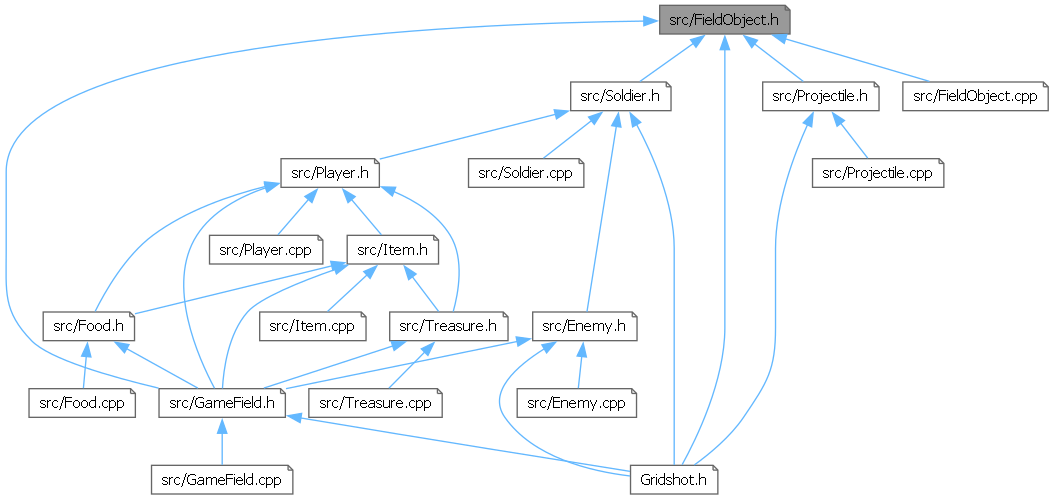 src/FieldObject.h
src/Soldier.h
src/Projectile.h
src/FieldObject.cpp
src/Player.h
src/Soldier.cpp
src/Projectile.cpp
src/Player.cpp
src/Item.h
src/Food.h
src/Item.cpp
src/Treasure.h
src/Enemy.h
src/Food.cpp
src/GameField.h
src/Treasure.cpp
src/Enemy.cpp
src/GameField.cpp
Gridshot.h